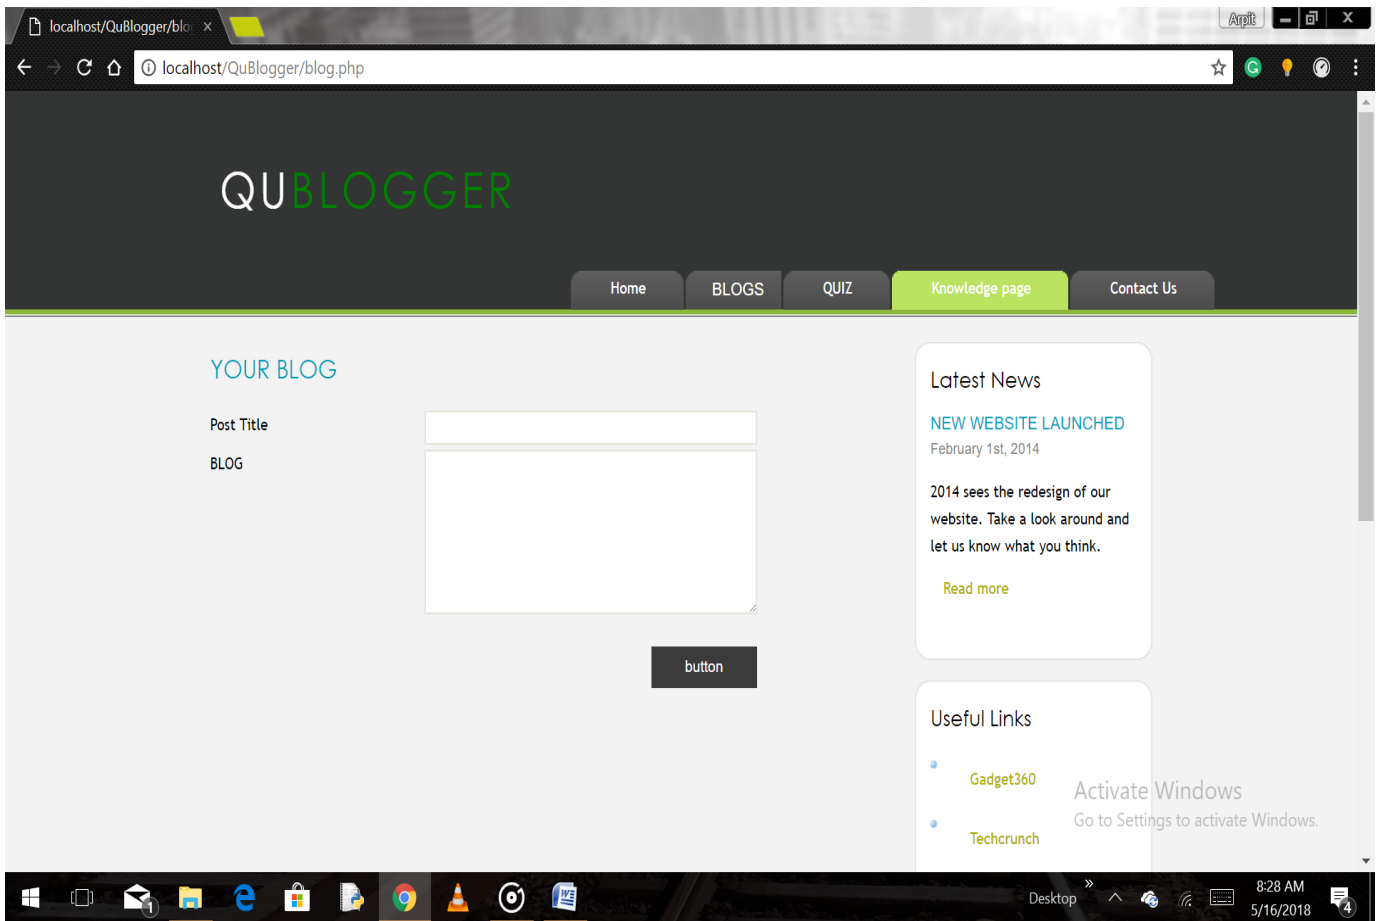 localhost/QuBlogger/blo
Arpit
localhost/QuBlogger/blog.php
QUBLOGGER
Home
BLOGS
QUIZ
Knowledge page
Contact Us
YOUR BLOG
Post Title
BLOG
button
Latest News
NEW WEBSITE LAUNCHED
February 1st, 2014
2014 sees the redesign of our
website. Take a look around and
let us know what you think.
Read more
Useful Links
Gadget360
Techcrunch
Activate Windows
Go to Settings to activate Windows.
1
Desktop
8:28 AM
5/16/2018
4